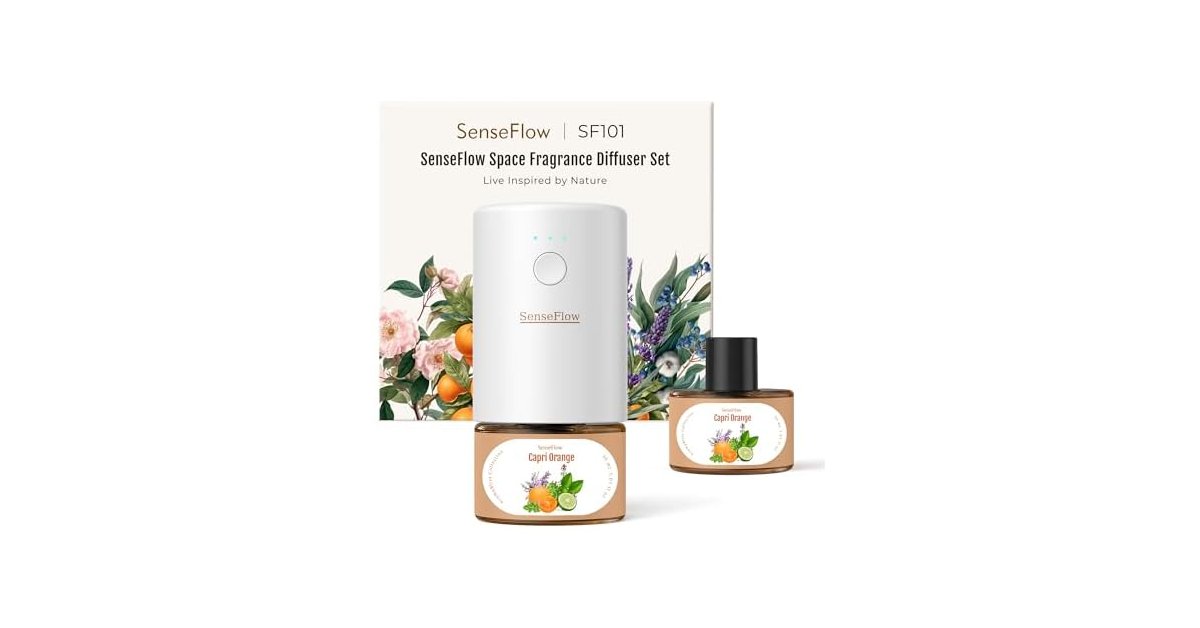 SenseFlow | SF101
SenseFlow Space Fragrance Diffuser Set
Live Inspired by Nature
SenseFlow
SenseFlow
Capri Orange
SenseFlow
Capri Orange